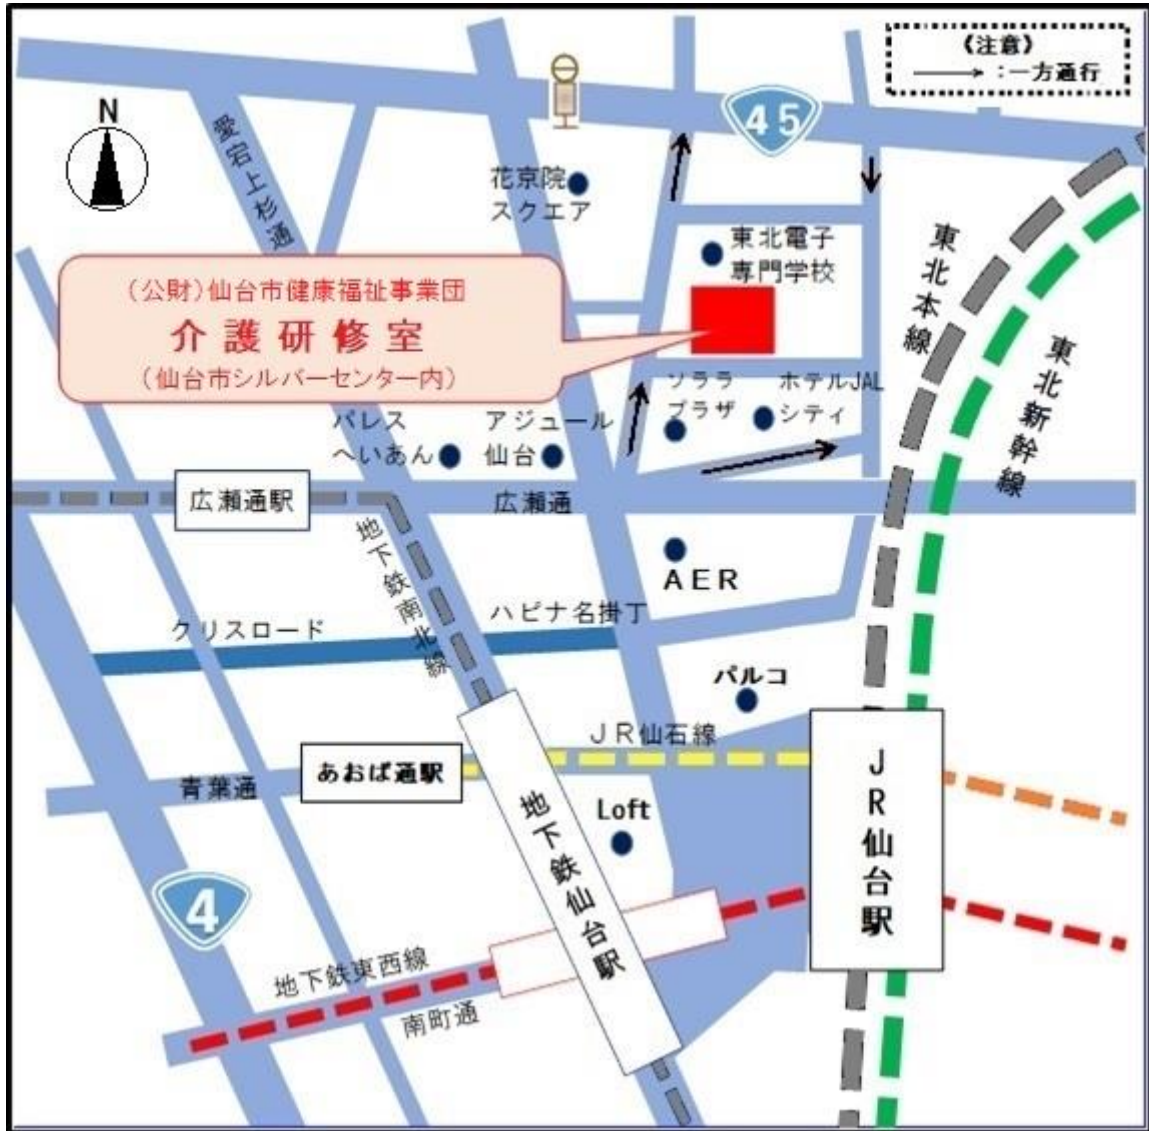 《注意》
→：一方通行
N
45
愛宕上杉通
花京院
スクエア
東北電子
専門学校
東北本線
東北新幹線
（公財）仙台市健康福祉事業団
介護研修室
（仙台市シルバーセンター内）
ソララ
プラザ
ホテルJAL
シティ
パレス
へいあん
アジュール
仙台
広瀬通駅
広瀬通
地下鉄南北線
AER
ハピナ名掛丁
クリスロード
パルコ
JR仙石線
あおば通駅
青葉通
Loft
地下鉄仙台駅
JR仙台駅
4
地下鉄東西線
南町通